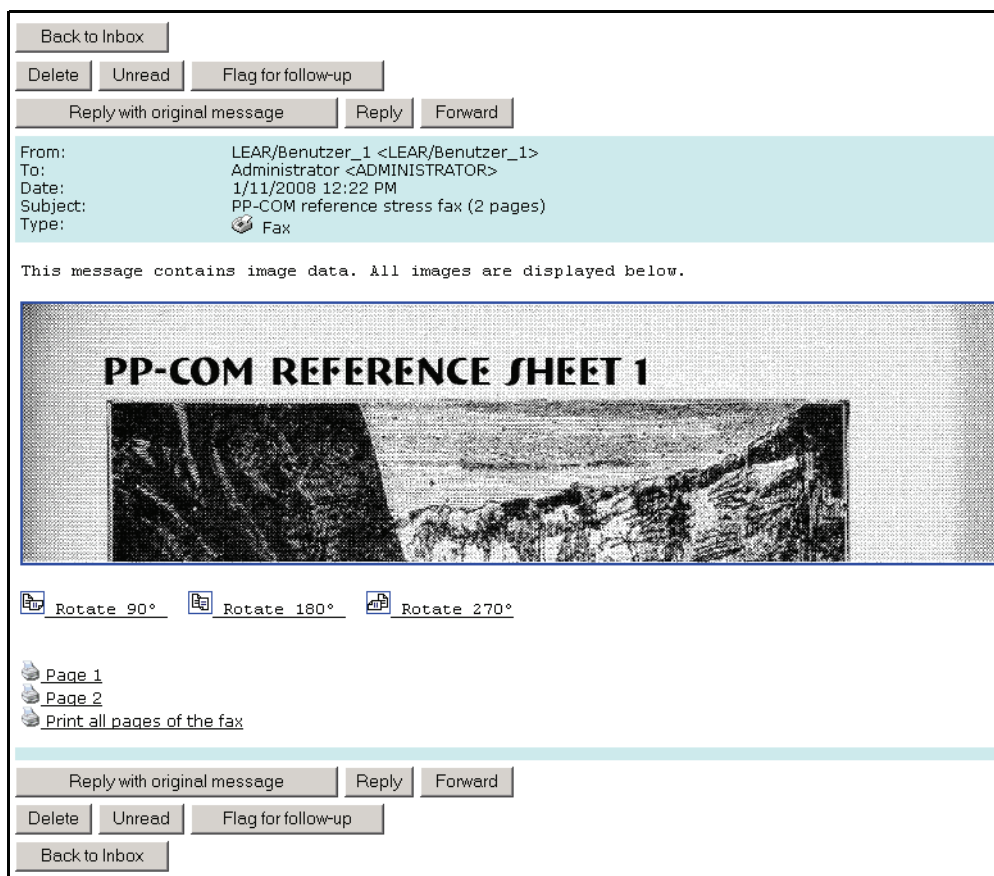 Back to Inbox
Delete Unread Flag for follow-up
Reply with original message Reply Forward
From: LEAR/Benutzer_1 <LEAR/Benutzer_1>
To: Administrator <ADMINISTRATOR>
Date: 1/11/2008 12:22 PM
Subject: PP-COM reference stress fax (2 pages)
Type: Fax
This message contains image data. All images are displayed below.
PP-COM REFERENCE SHEET 1
Rotate 90° Rotate 180° Rotate 270°
Page 1
Page 2
Print all pages of the fax
Reply with original message Reply Forward
Delete Unread Flag for follow-up
Back to Inbox